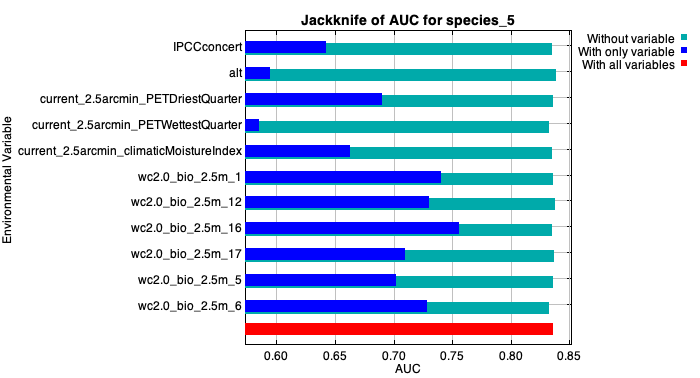 Jackknife of AUC for species_5
Without variable
With only variable
With all variables
Environmental Variable
IPCCconcert
alt
current_2.5arcmin_PETDriestQuarter
current_2.5arcmin_PETWettestQuarter
current_2.5arcmin_climaticMoistureIndex
wc2.0_bio_2.5m_1
wc2.0_bio_2.5m_12
wc2.0_bio_2.5m_16
wc2.0_bio_2.5m_17
wc2.0_bio_2.5m_5
wc2.0_bio_2.5m_6
0.60 0.65 0.70 0.75 0.80 0.85
AUC